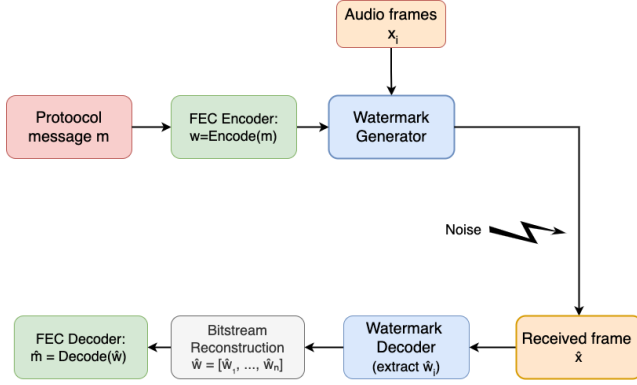 Audio frames
xᵢ
Protoocol
message m
FEC Encoder:
w=Encode(m)
Watermark
Generator
Noise
FEC Decoder:
m̂ = Decode(ŵ)
Bitstream
Reconstruction
ŵ = [ŵ₁, ..., ŵₙ]
Watermark
Decoder
(extract ŵᵢ)
Received frame
x̂